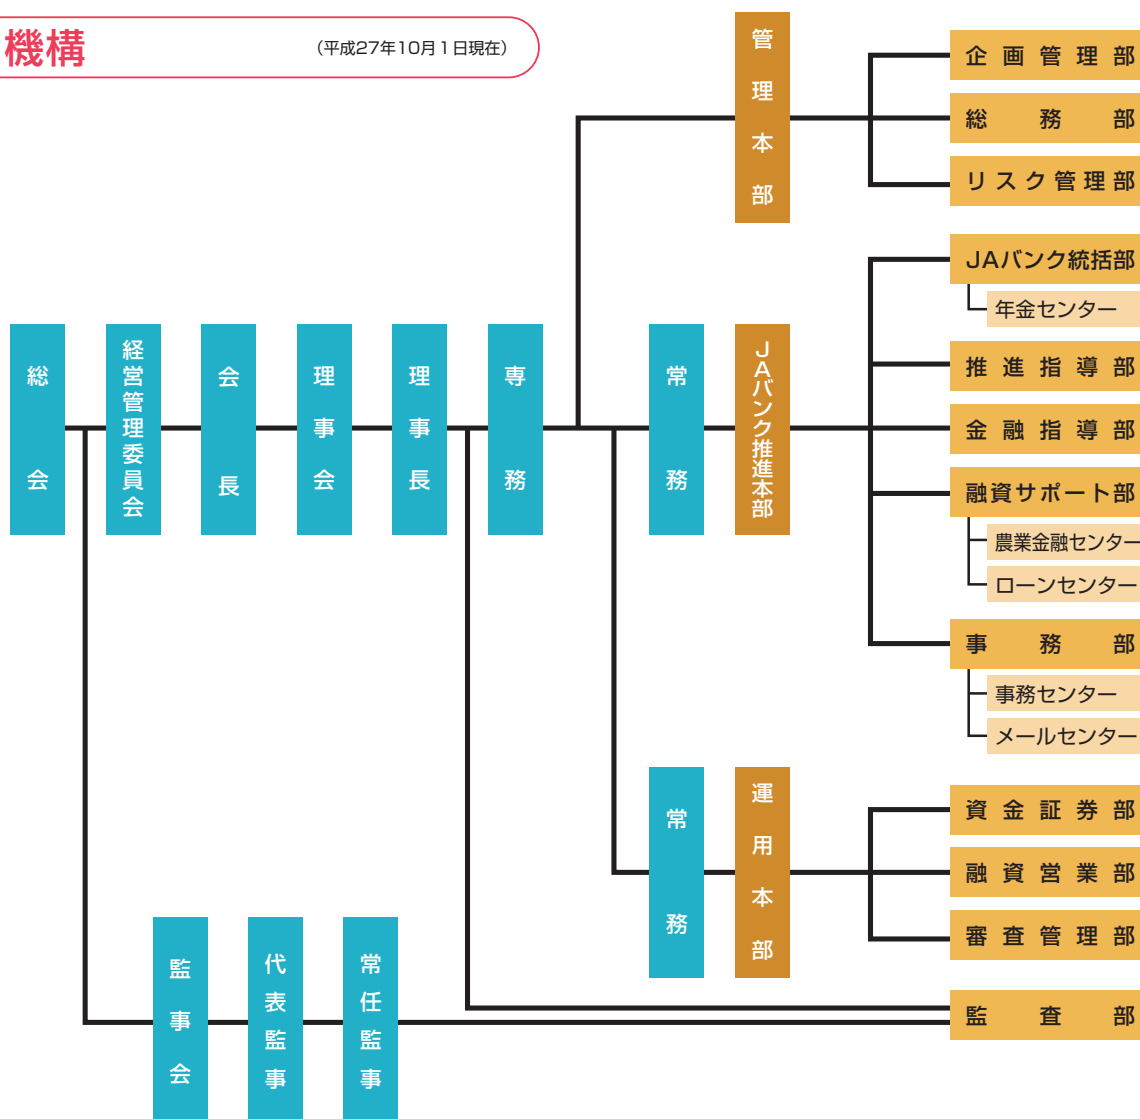 機構
（平成27年10月1日現在）
総会
経営管理委員会
会長
理事会
理事長
専務
管理本部
企画管理部
総務部
リスク管理部
常務
JAバンク推進本部
JAバンク統括部
年金センター
推進指導部
金融指導部
融資サポート部
農業金融センター
ローンセンター
事務部
事務センター
メールセンター
常務
運用本部
資金証券部
融資営業部
審査管理部
監事会
代表監事
常任監事
監査部